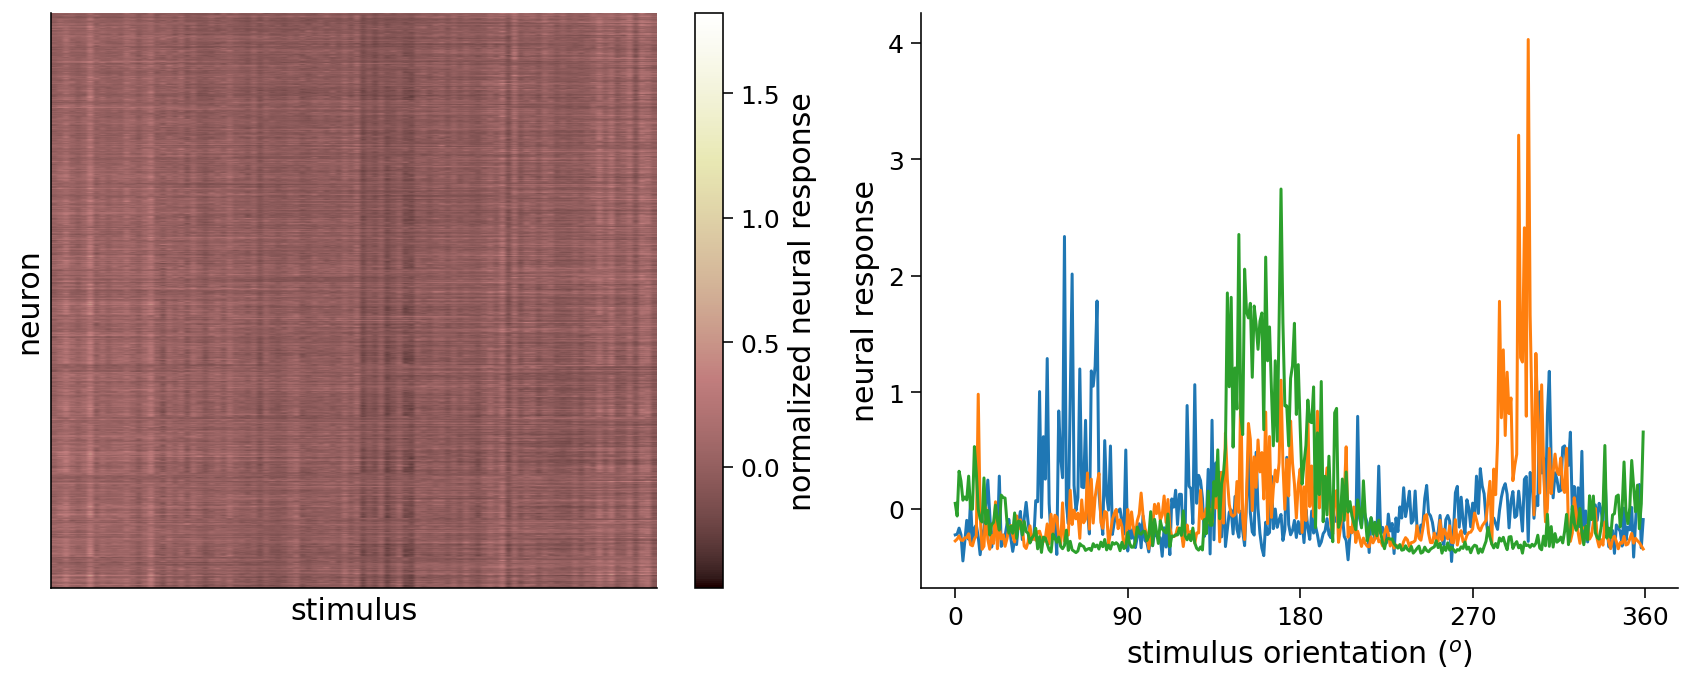 neuron
stimulus
1.5
1.0
0.5
0.0
normalized neural response
neural response
4
3
2
1
0
0 90 180 270 360
stimulus orientation (°)